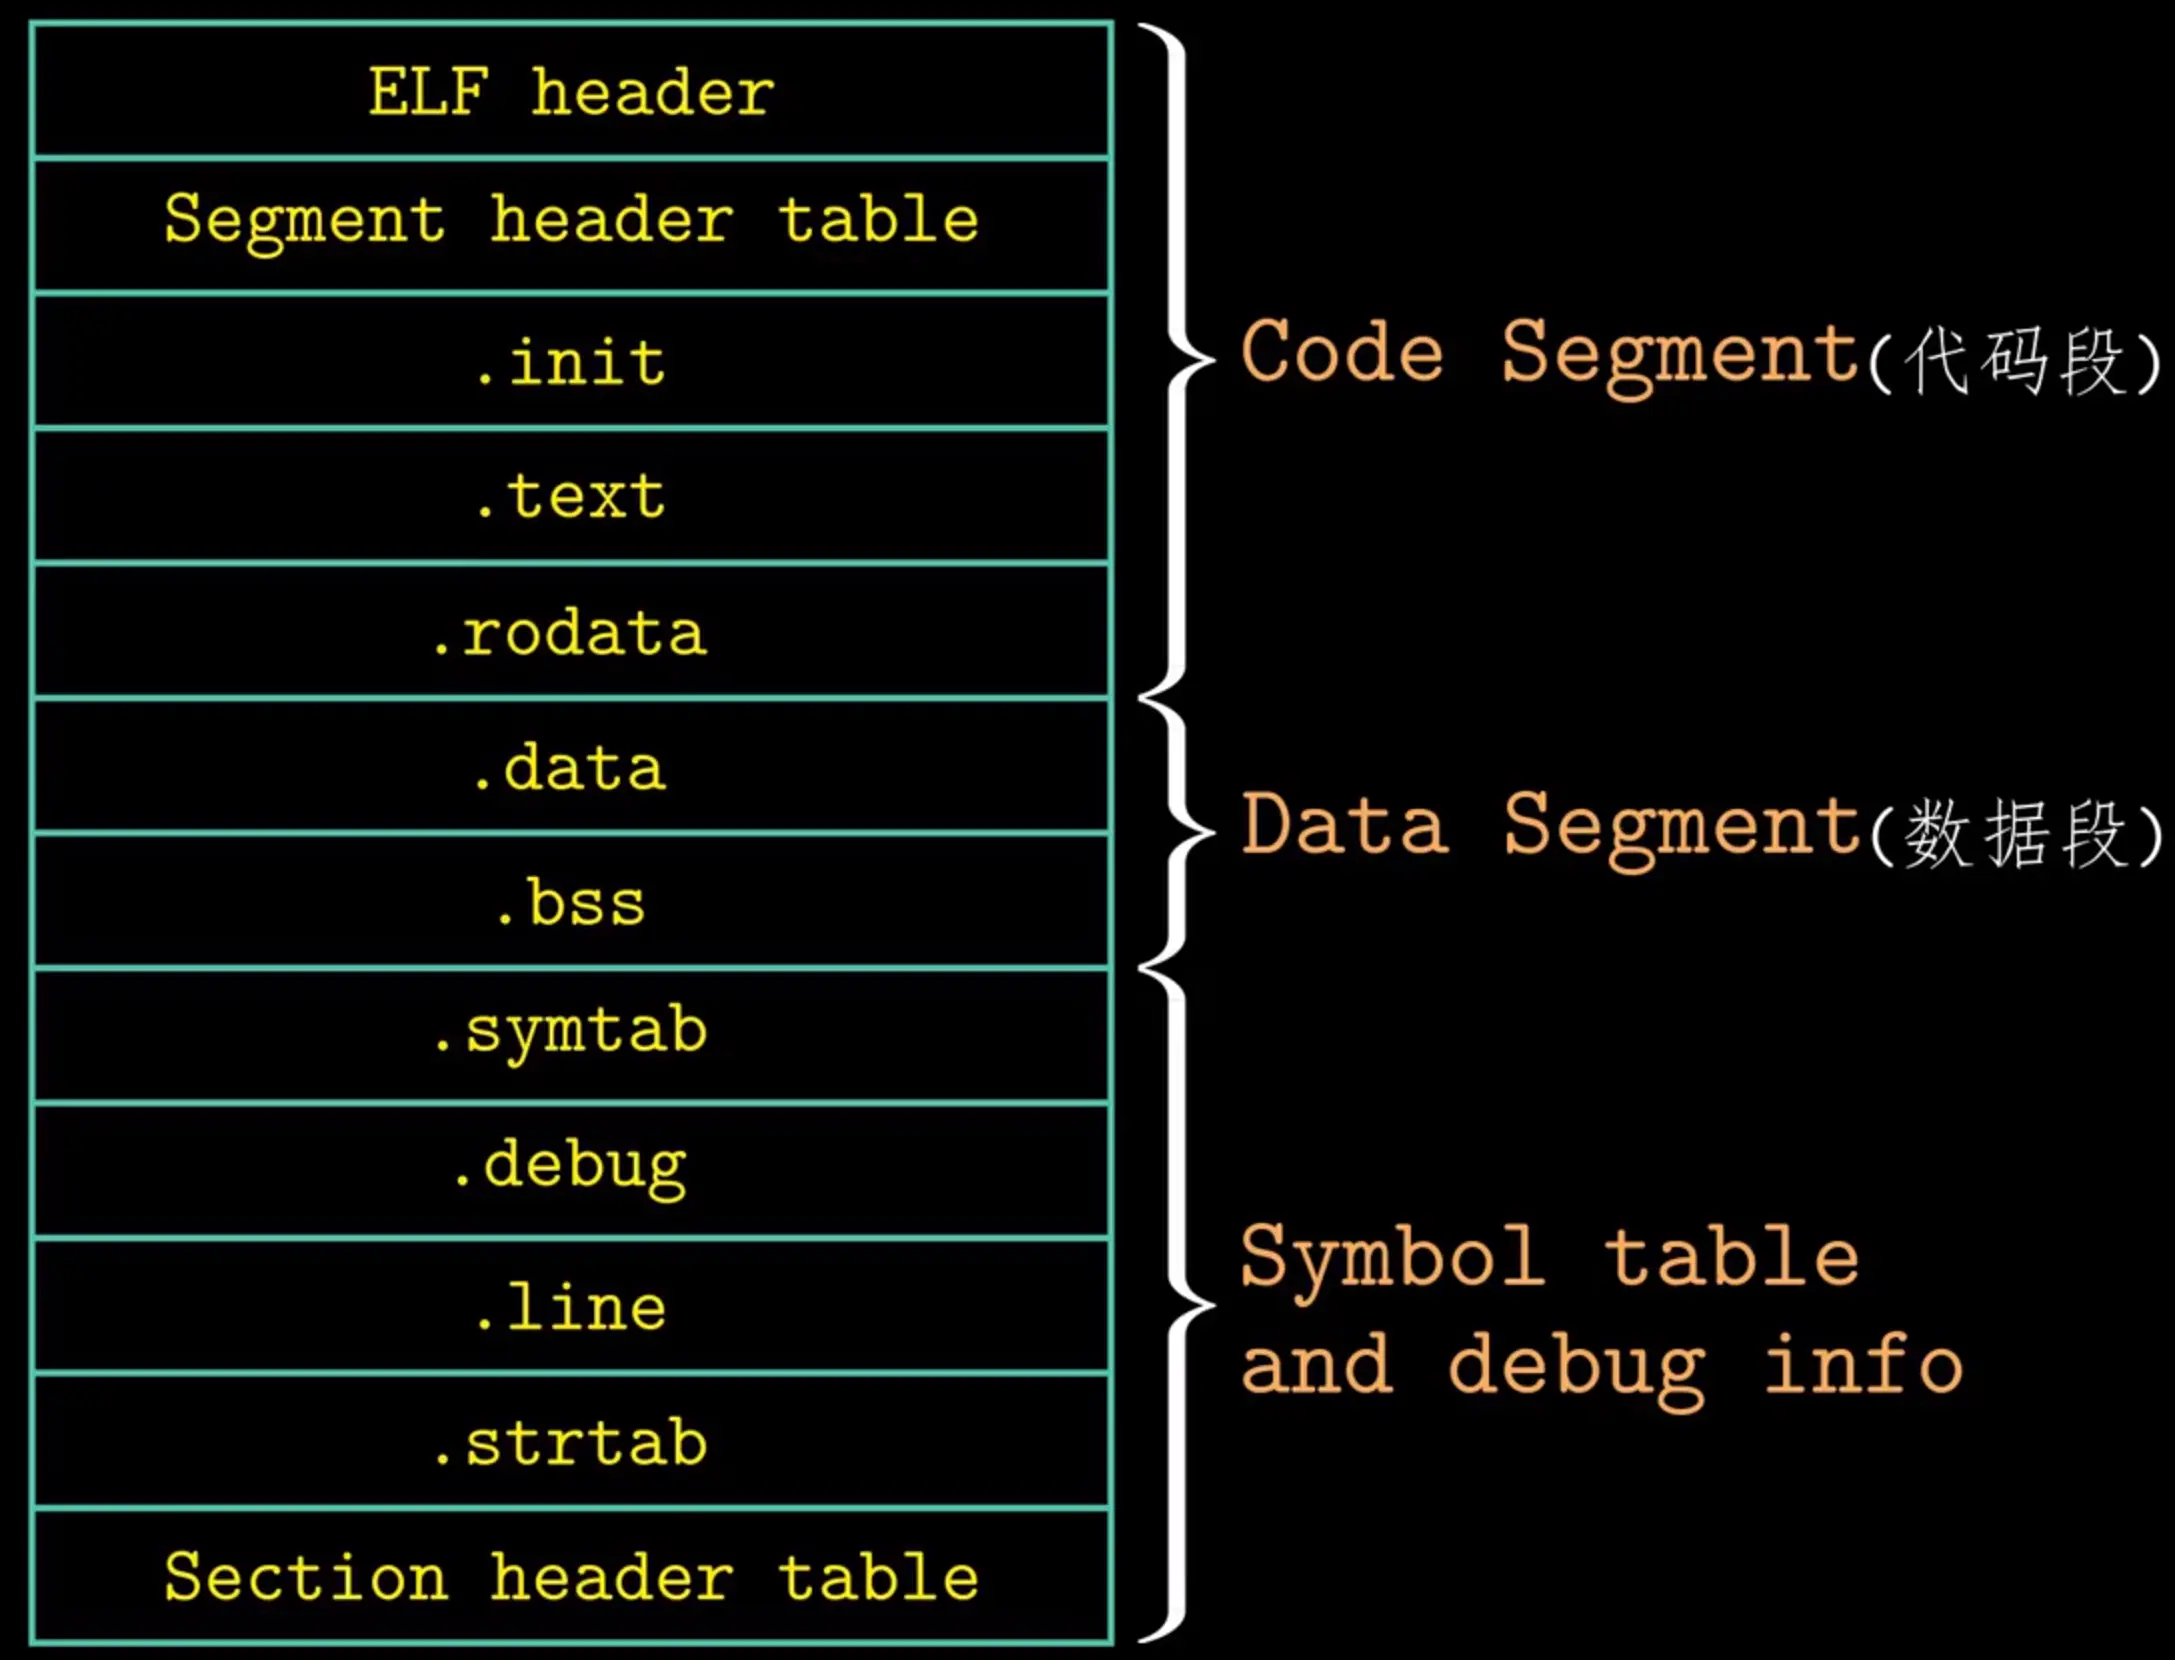 ELF header
Segment header table
.init
.text
.rodata
.data
.bss
.symtab
.debug
.line
.strtab
Section header table
Code Segment(代码段)
Data Segment(数据段)
Symbol table
and debug info